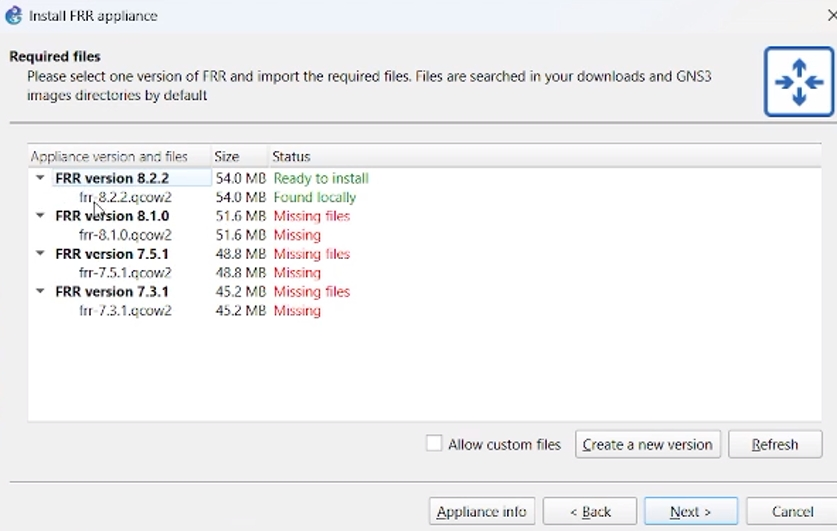 Install FRR appliance
Required files
Please select one version of FRR and import the required files. Files are searched in your downloads and GNS3
images directories by default
Appliance version and files Size Status
FRR version 8.2.2 54.0 MB Ready to install
frr-8.2.2.qcow2 54.0 MB Found locally
FRR version 8.1.0 51.6 MB Missing files
frr-8.1.0.qcow2 51.6 MB Missing
FRR version 7.5.1 48.8 MB Missing files
frr-7.5.1.qcow2 48.8 MB Missing
FRR version 7.3.1 45.2 MB Missing files
frr-7.3.1.qcow2 45.2 MB Missing
Allow custom files Create a new version Refresh
Appliance info < Back Next > Cancel